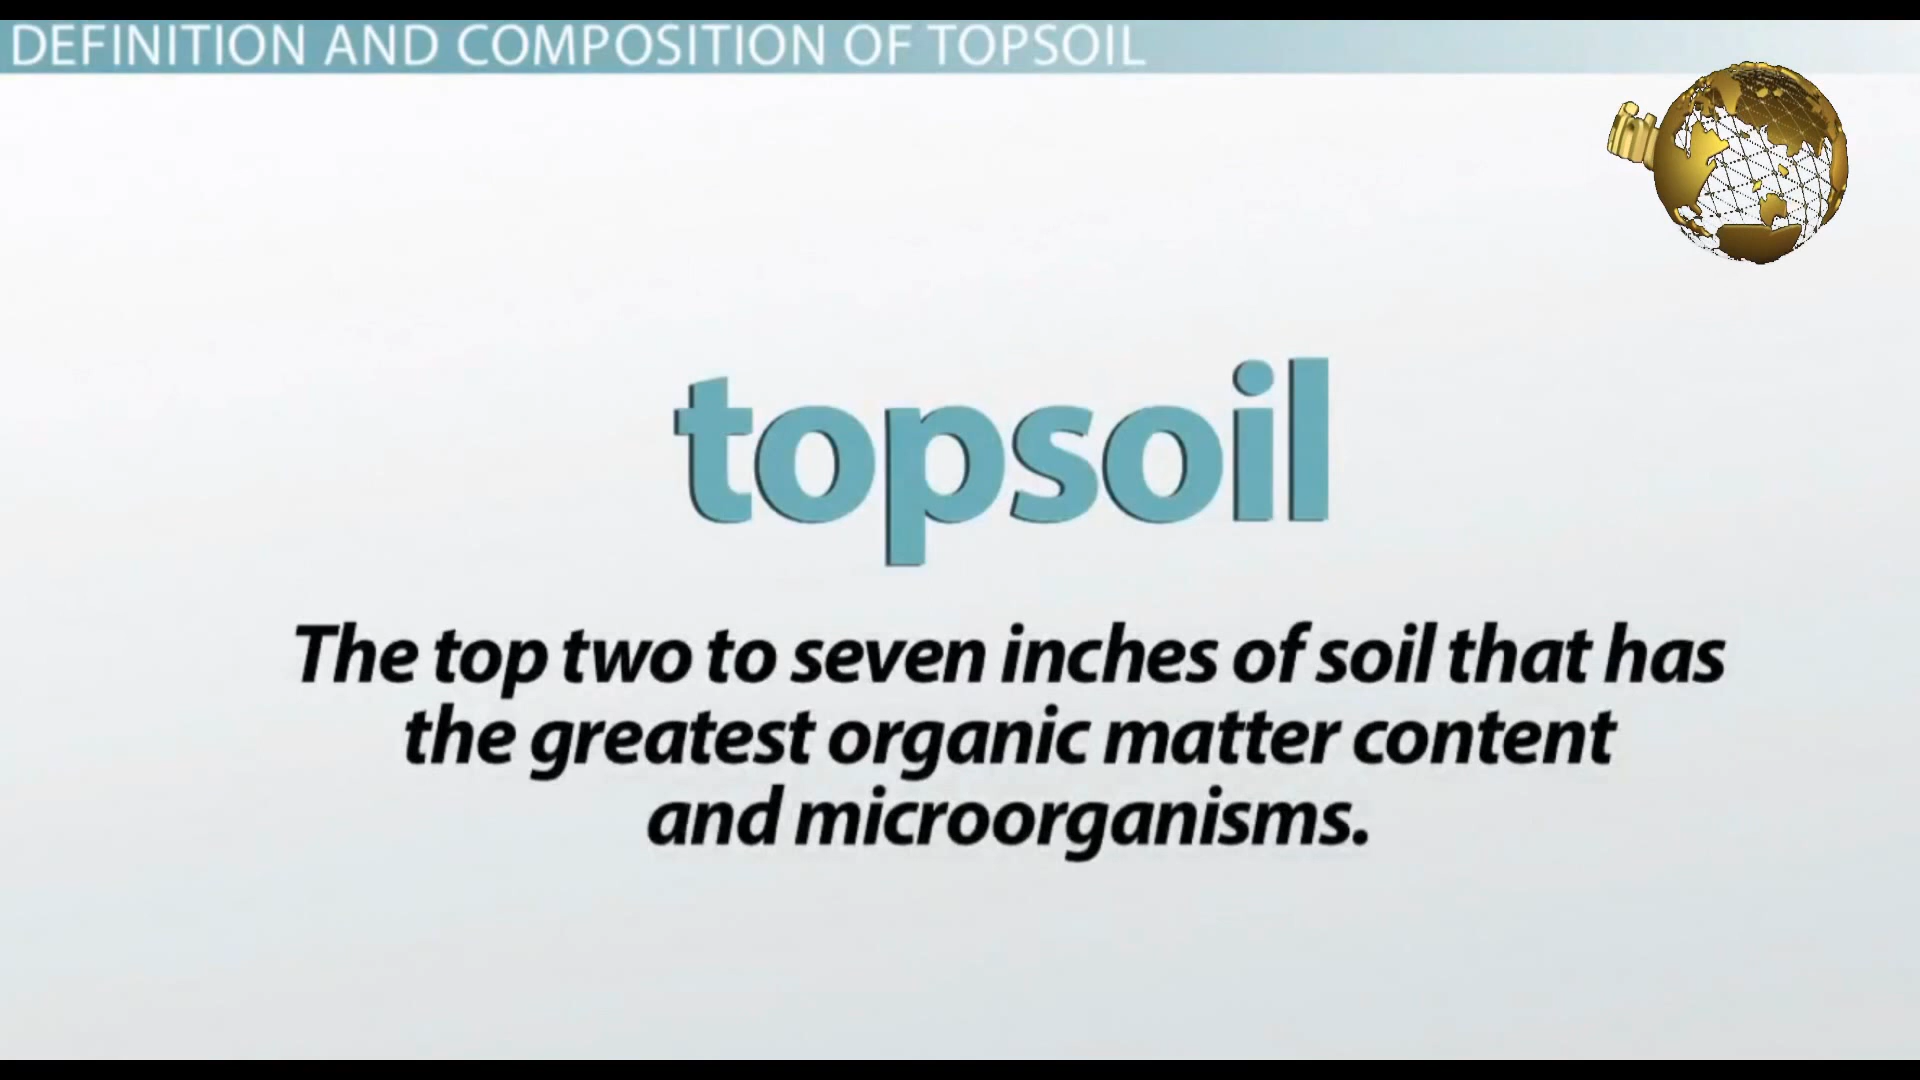 DEFINITION AND COMPOSITION OF TOPSOIL
topsoil
The top two to seven inches of soil that has
the greatest organic matter content
and microorganisms.